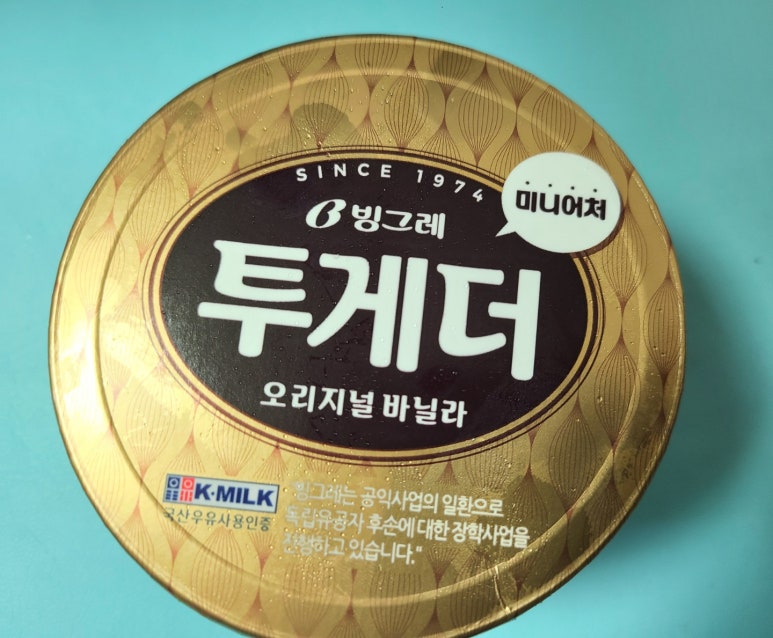 SINCE 1974
미니어처
빙그레
투게더
오리지널 바닐라
K·MILK
국산우유사용인증
"빙그레는 공익사업의 일환으로
독립유공자 후손에 대한 장학사업을
진행하고 있습니다."